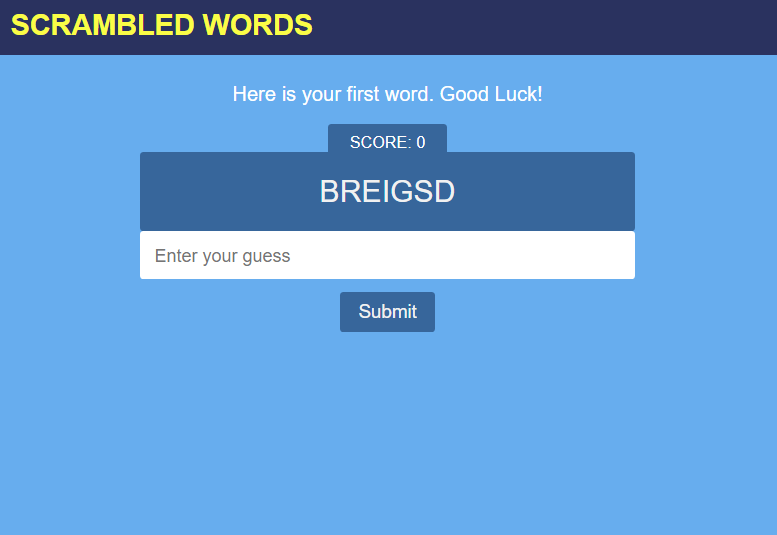 SCRAMBLED WORDS
Here is your first word. Good Luck!
SCORE: 0
BREIGSD
Enter your guess
Submit